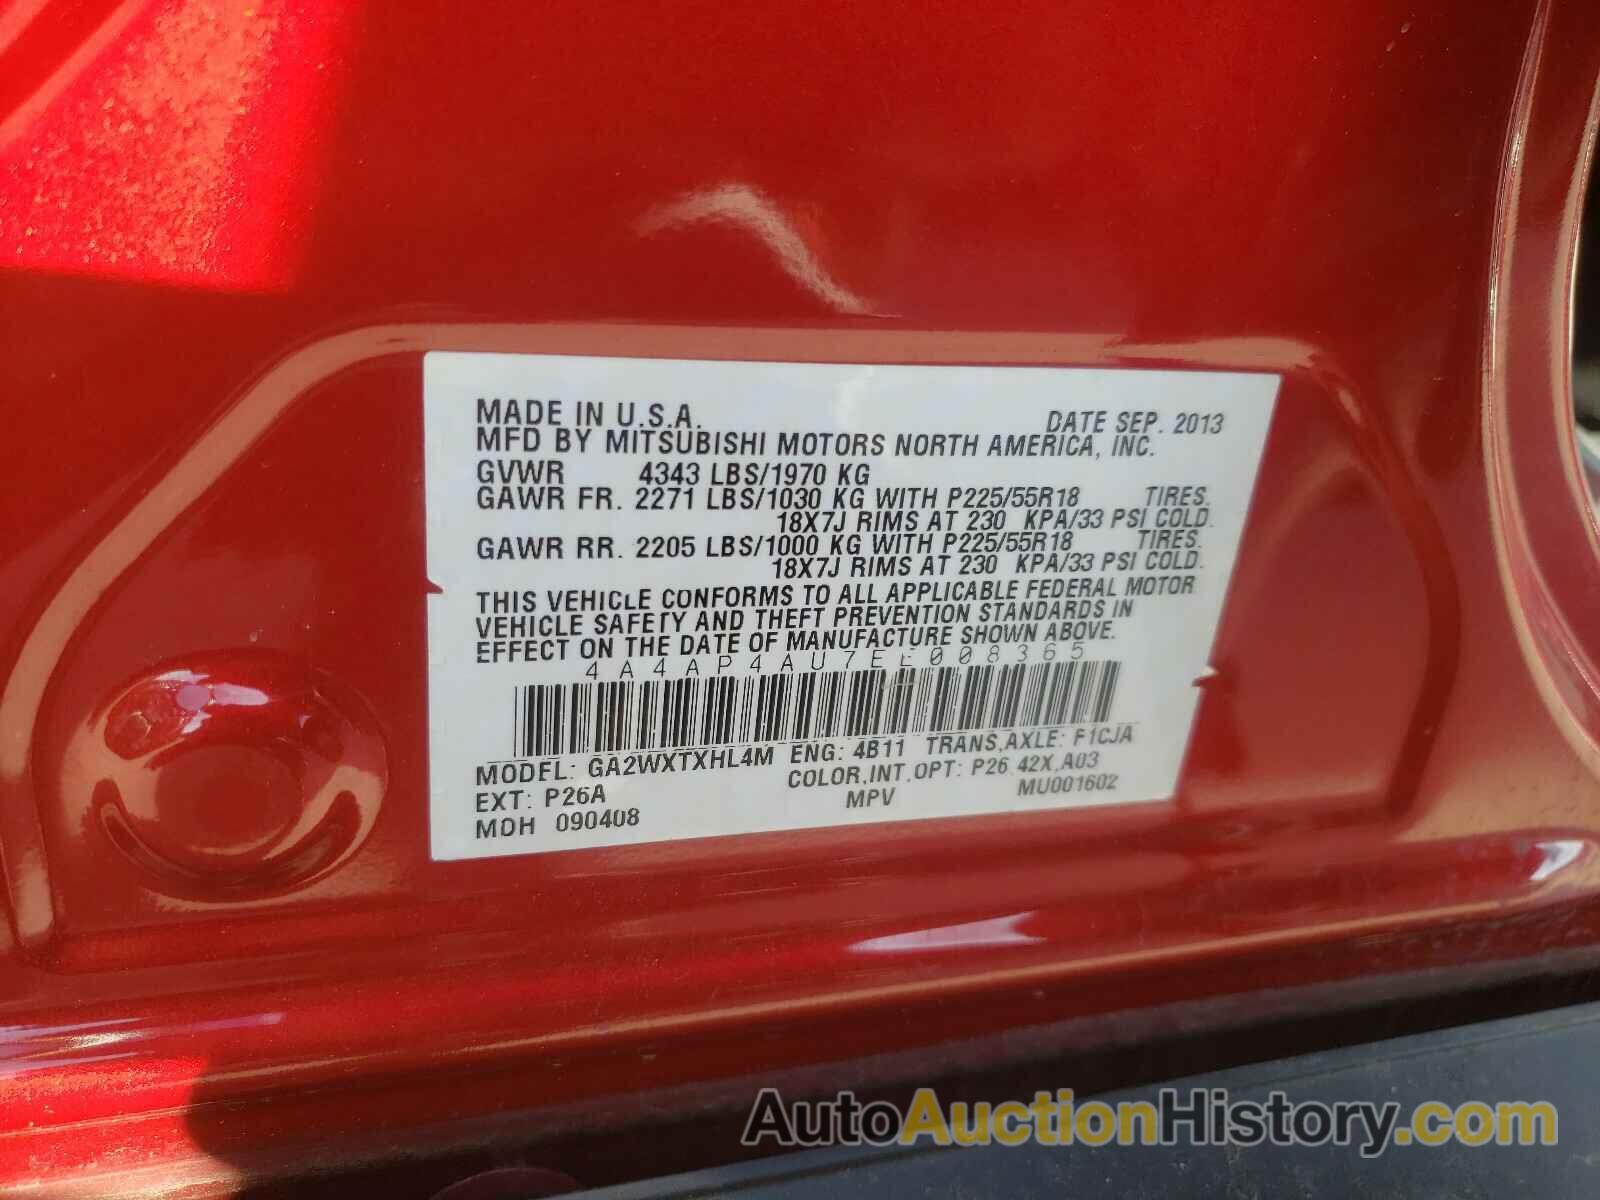 MADE IN U.S.A. DATE SEP. 2013
MFD BY MITSUBISHI MOTORS NORTH AMERICA, INC.
GVWR 4343 LBS/1970 KG
GAWR FR. 2271 LBS/1030 KG WITH P225/55R18 TIRES.
18X7J RIMS AT 230 KPA/33 PSI COLD.
GAWR RR. 2205 LBS/1000 KG WITH P225/55R18 TIRES.
18X7J RIMS AT 230 KPA/33 PSI COLD.
THIS VEHICLE CONFORMS TO ALL APPLICABLE FEDERAL MOTOR
VEHICLE SAFETY AND THEFT PREVENTION STANDARDS IN
EFFECT ON THE DATE OF MANUFACTURE SHOWN ABOVE.
4A4AP4AU7EE008365
MODEL: GA2WXTXHL4M ENG: 4B11 TRANS,AXLE: F1CJA
EXT: P26A COLOR,INT,OPT: P26,42X,A03
MDH 090408 MPV MU001602
AutoAuctionHistory.com